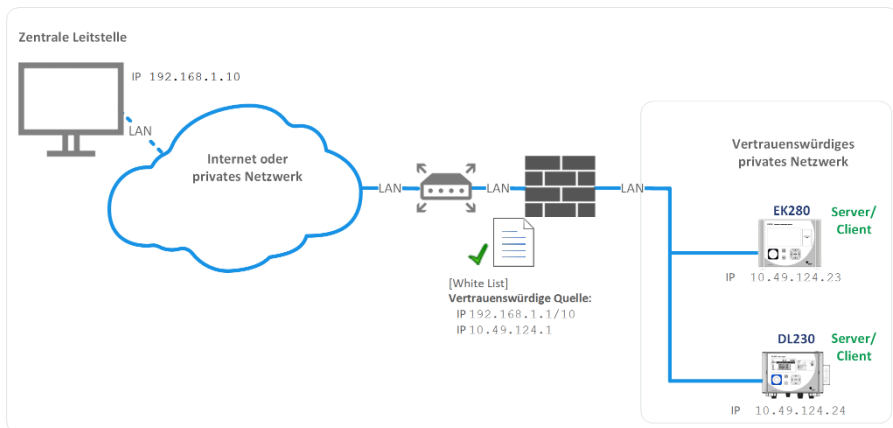 Zentrale Leitstelle
IP 192.168.1.10
LAN
Internet oder
privates Netzwerk
LAN
LAN
LAN
[White List]
Vertrauenswürdige Quelle:
IP 192.168.1.1/10
IP 10.49.124.1
Vertrauenswürdiges
privates Netzwerk
EK280
Server/
Client
IP 10.49.124.23
DL230
Server/
Client
IP 10.49.124.24